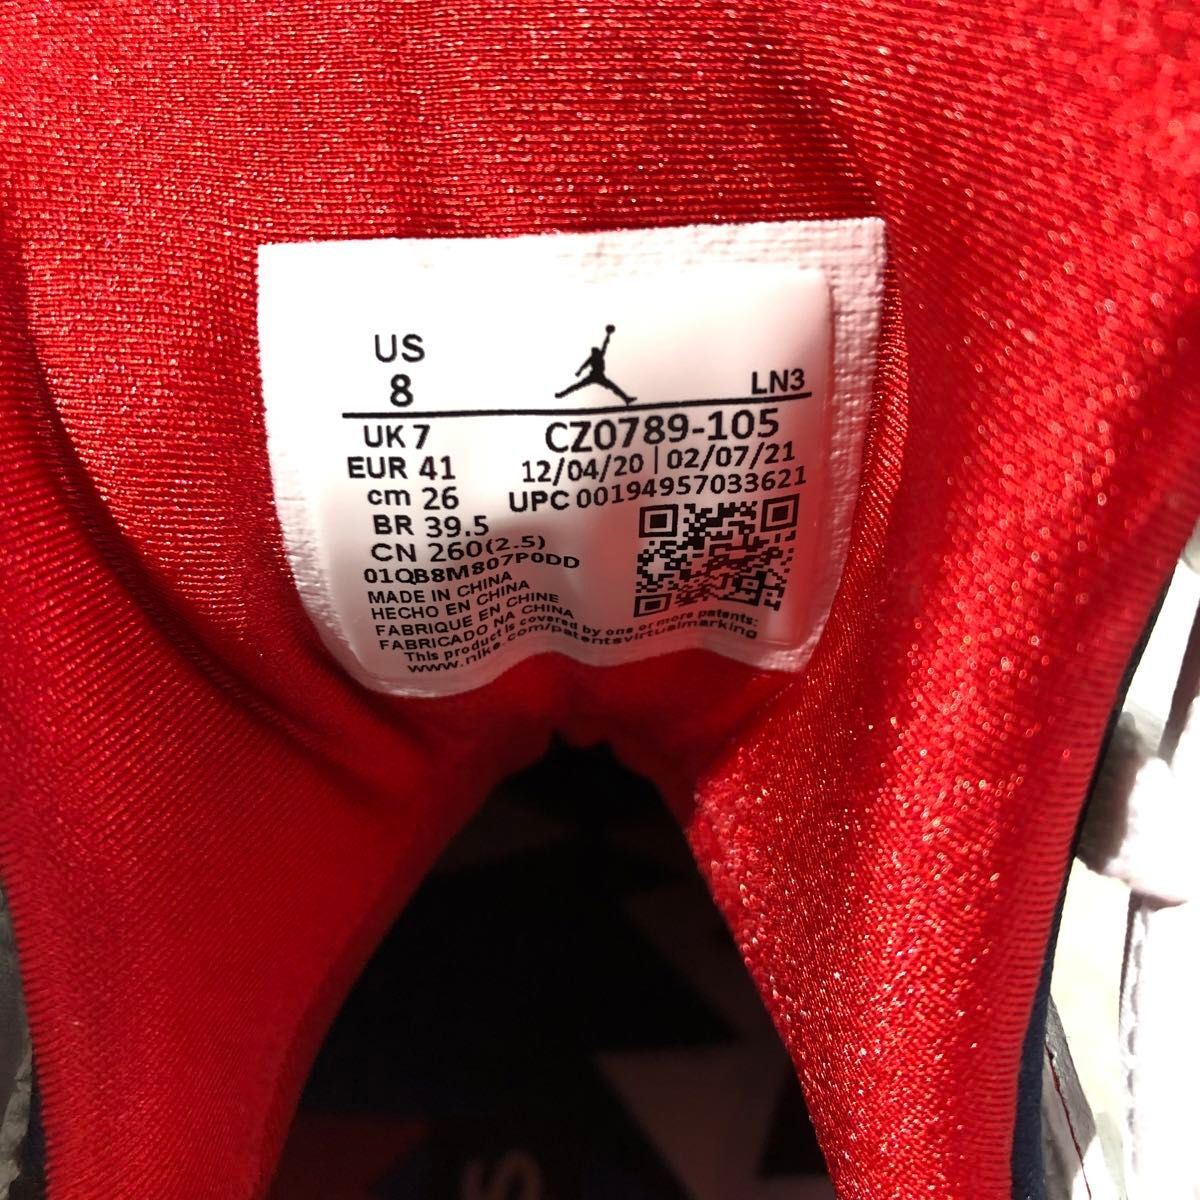 US
8
LN3
UK 7
CZ0789-105
EUR 41
12/04/20 | 02/07/21
cm 26
UPC 00194957033621
BR 39.5
CN 260(2.5)
01QB8M807P0DD
MADE IN CHINA
HECHO EN CHINA
FABRIQUE EN CHINE
FABRICADO NA CHINA
This product is covered by one or more patents:
www.nike.com/patentsvirtualmarking
S